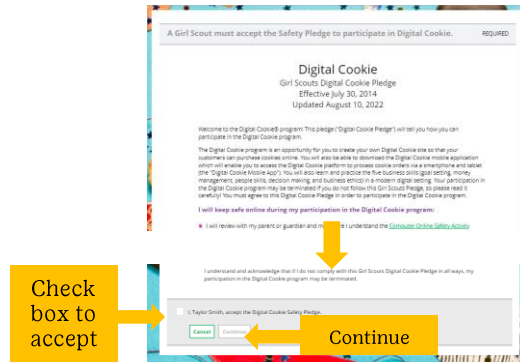 A Girl Scout must accept the Safety Pledge to participate in Digital Cookie.
REQUIRED
Digital Cookie
Girl Scouts Digital Cookie Pledge
Effective July 30, 2014
Updated August 10, 2022
Welcome to the Digital Cookie® program! This pledge ("Digital Cookie Pledge") will tell you how you can
participate in the Digital Cookie program.
The Digital Cookie program is an opportunity for you to create your own Digital Cookie site so that your
customers can purchase cookies online. You will also be able to download the Digital Cookie mobile application
which will enable you to access the Digital Cookie platform to process cookie orders via a smartphone and tablet
(the "Digital Cookie Mobile App"). You will also learn and practice the five business skills (goal setting, money
management, people skills, decision making, and business ethics) in a modern digital setting. Your participation in
the Digital Cookie program may be terminated if you do not follow this Girl Scouts Pledge, so please read it
carefully! You must agree to this Digital Cookie Pledge in order to participate in the Digital Cookie program.
I will keep safe online during my participation in the Digital Cookie program:
I will review with my parent or guardian and I understand the Computer Online Safety Activity
I understand and acknowledge that if I do not comply with this Girl Scouts Digital Cookie Pledge in all ways, my
participation in the Digital Cookie program may be terminated.
Check
box to
accept
I, Taylor Smith, accept the Digital Cookie Safety Pledge.
Cancel
Continue
Continue